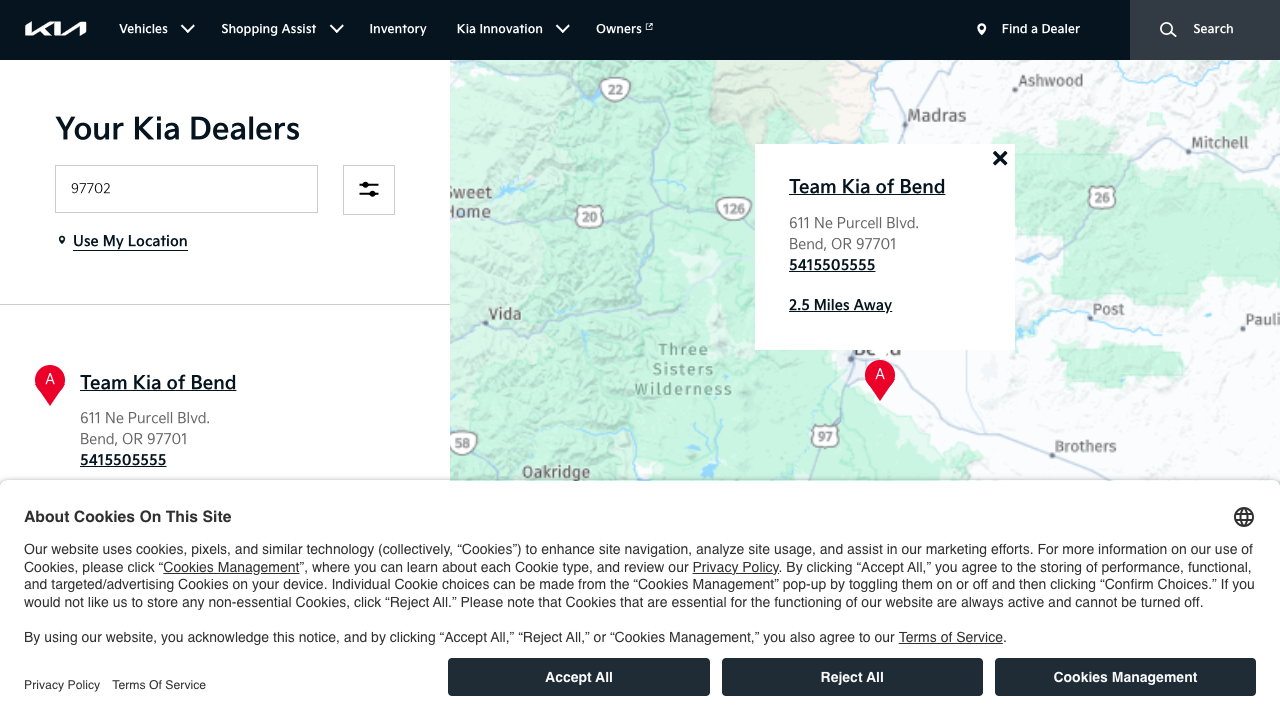 KIA
Vehicles
Shopping Assist
Inventory
Kia Innovation
Owners
Find a Dealer
Search
Your Kia Dealers
97702
Use My Location
A
Team Kia of Bend
611 Ne Purcell Blvd.
Bend, OR 97701
5415505555
22
Ashwood
Madras
Mitchell
Sweet
Home
20
126
26
Team Kia of Bend
611 Ne Purcell Blvd.
Bend, OR 97701
5415505555
2.5 Miles Away
Vida
Post
Pauli
Three
Sisters
Wilderness
Bend
A
58
97
Brothers
Oakridge
About Cookies On This Site
Our website uses cookies, pixels, and similar technology (collectively, “Cookies”) to enhance site navigation, analyze site usage, and assist in our marketing efforts. For more information on our use of
Cookies, please click “Cookies Management”, where you can learn about each Cookie type, and review our Privacy Policy. By clicking “Accept All,” you agree to the storing of performance, functional,
and targeted/advertising Cookies on your device. Individual Cookie choices can be made from the “Cookies Management” pop-up by toggling them on or off and then clicking “Confirm Choices.” If you
would not like us to store any non-essential Cookies, click “Reject All.” Please note that Cookies that are essential for the functioning of our website are always active and cannot be turned off.
By using our website, you acknowledge this notice, and by clicking “Accept All,” “Reject All,” or “Cookies Management,” you also agree to our Terms of Service.
Privacy Policy
Terms Of Service
Accept All
Reject All
Cookies Management